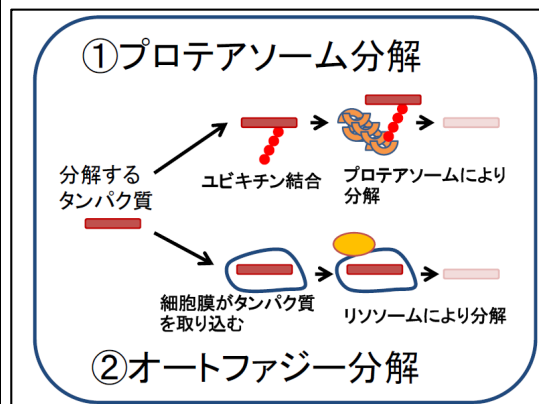 ①プロテアソーム分解
分解する
タンパク質
ユビキチン結合
プロテアソームにより
分解
細胞膜がタンパク質
を取り込む
リソソームにより分解
②オートファジー分解